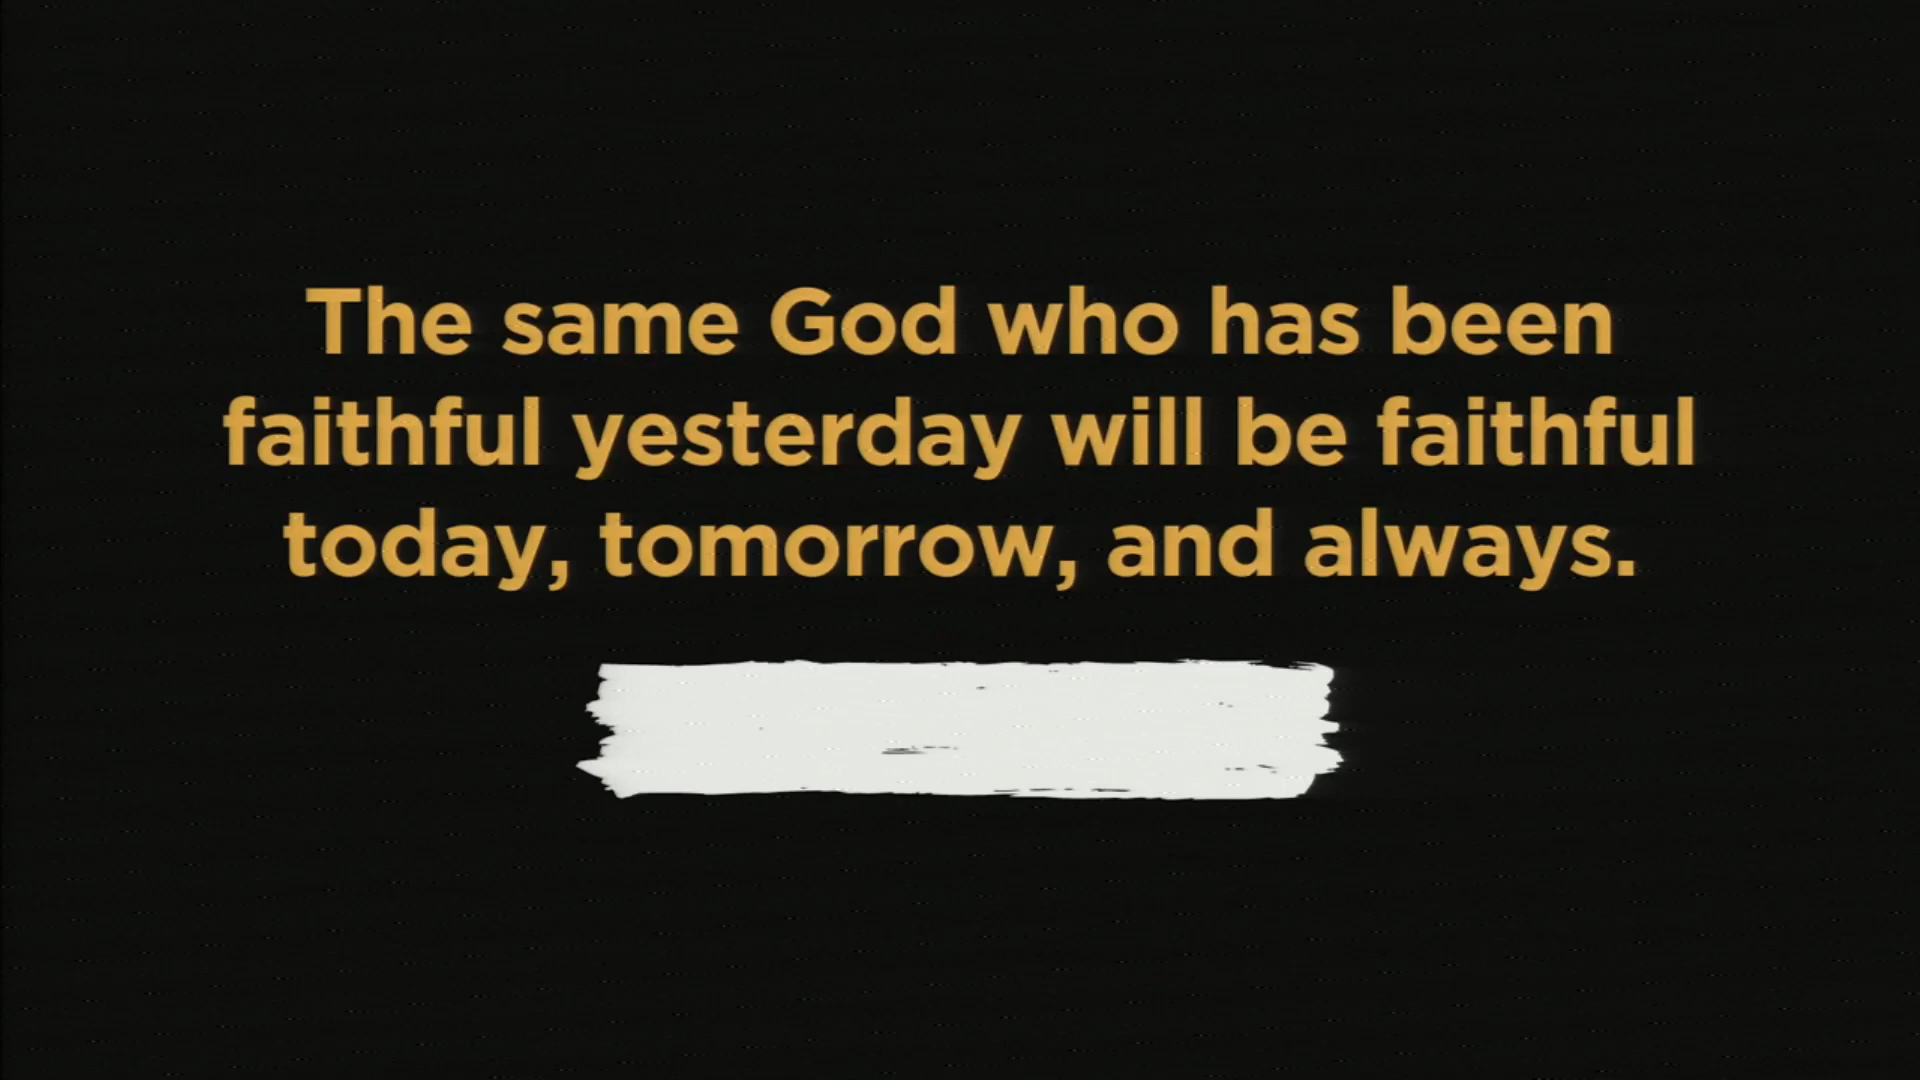 The same God who has been
faithful yesterday will be faithful
today, tomorrow, and always.